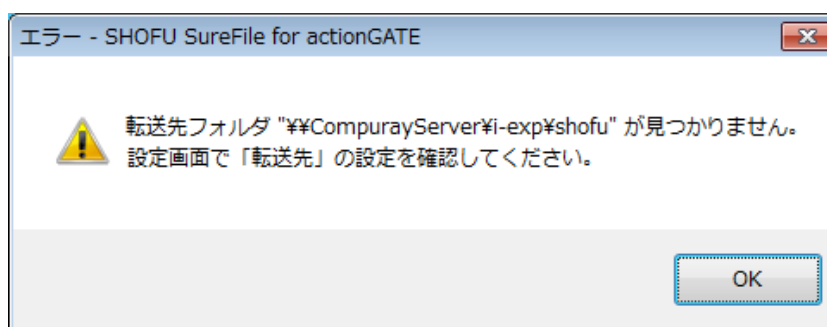 エラー - SHOFU SureFile for actionGATE
転送先フォルダ "¥¥CompurayServer¥i-exp¥shofu" が見つかりません。
設定画面で「転送先」の設定を確認してください。
OK